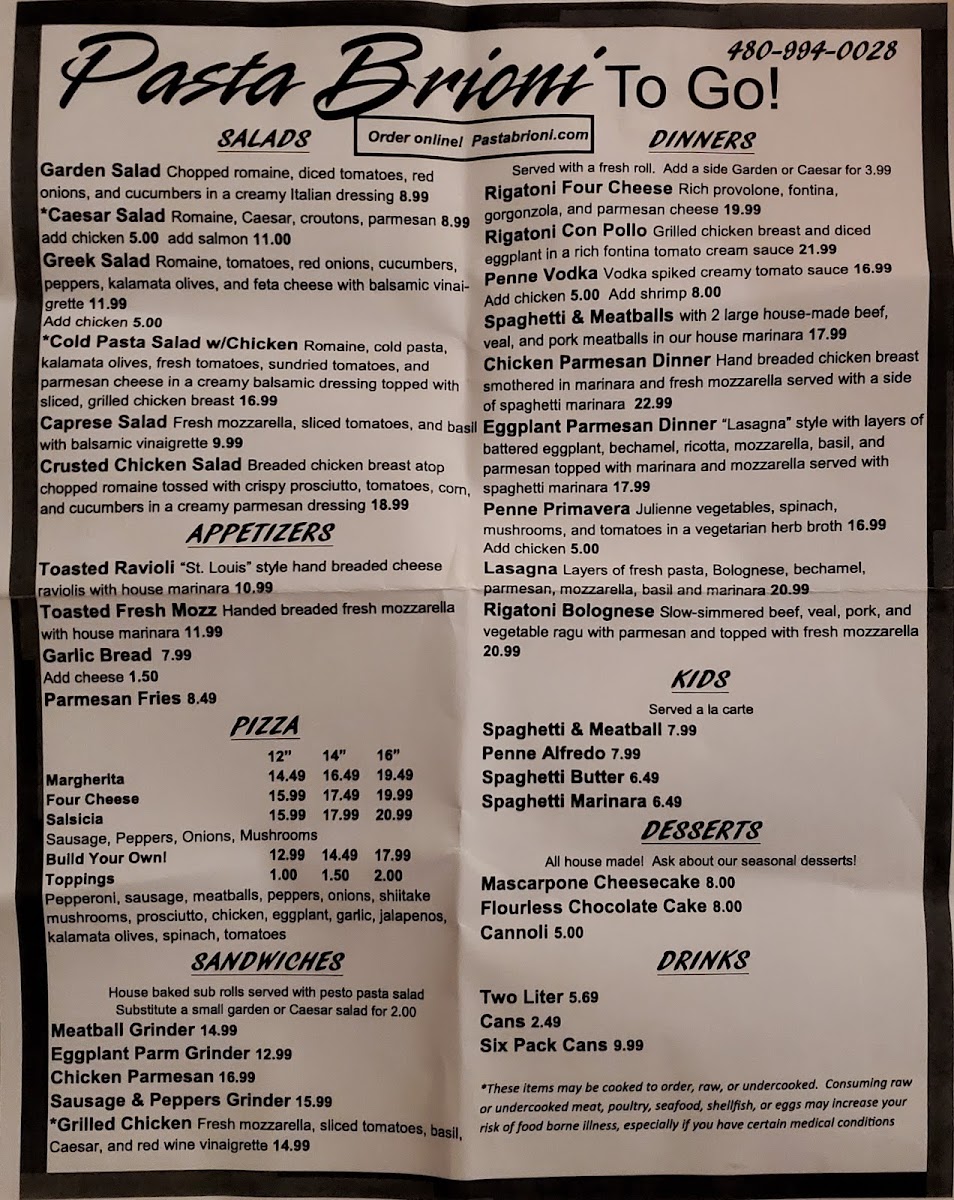 Pasta Brioni To Go!
480-994-0028
Order online! Pastabrioni.com
SALADS
Garden Salad Chopped romaine, diced tomatoes, red
onions, and cucumbers in a creamy Italian dressing 8.99
*Caesar Salad Romaine, Caesar, croutons, parmesan 8.99
add chicken 5.00 add salmon 11.00
Greek Salad Romaine, tomatoes, red onions, cucumbers,
peppers, kalamata olives, and feta cheese with balsamic vinai-
grette 11.99
Add chicken 5.00
*Cold Pasta Salad w/Chicken Romaine, cold pasta,
kalamata olives, fresh tomatoes, sundried tomatoes, and
parmesan cheese in a creamy balsamic dressing topped with
sliced, grilled chicken breast 16.99
Caprese Salad Fresh mozzarella, sliced tomatoes, and basil
with balsamic vinaigrette 9.99
Crusted Chicken Salad Breaded chicken breast atop
chopped romaine tossed with crispy prosciutto, tomatoes, corn,
and cucumbers in a creamy parmesan dressing 18.99
APPETIZERS
Toasted Ravioli "St. Louis" style hand breaded cheese
raviolis with house marinara 10.99
Toasted Fresh Mozz Handed breaded fresh mozzarella
with house marinara 11.99
Garlic Bread 7.99
Add cheese 1.50
Parmesan Fries 8.49
PIZZA
12" 14" 16"
Margherita 14.49 16.49 19.49
Four Cheese 15.99 17.49 19.99
Salsicia 15.99 17.99 20.99
Sausage, Peppers, Onions, Mushrooms
Build Your Own! 12.99 14.49 17.99
Toppings 1.00 1.50 2.00
Pepperoni, sausage, meatballs, peppers, onions, shiitake
mushrooms, prosciutto, chicken, eggplant, garlic, jalapenos,
kalamata olives, spinach, tomatoes
SANDWICHES
House baked sub rolls served with pesto pasta salad
Substitute a small garden or Caesar salad for 2.00
Meatball Grinder 14.99
Eggplant Parm Grinder 12.99
Chicken Parmesan 16.99
Sausage & Peppers Grinder 15.99
*Grilled Chicken Fresh mozzarella, sliced tomatoes, basil,
Caesar, and red wine vinaigrette 14.99
DINNERS
Served with a fresh roll. Add a side Garden or Caesar for 3.99
Rigatoni Four Cheese Rich provolone, fontina,
gorgonzola, and parmesan cheese 19.99
Rigatoni Con Pollo Grilled chicken breast and diced
eggplant in a rich fontina tomato cream sauce 21.99
Penne Vodka Vodka spiked creamy tomato sauce 16.99
Add chicken 5.00 Add shrimp 8.00
Spaghetti & Meatballs with 2 large house-made beef,
veal, and pork meatballs in our house marinara 17.99
Chicken Parmesan Dinner Hand breaded chicken breast
smothered in marinara and fresh mozzarella served with a side
of spaghetti marinara 22.99
Eggplant Parmesan Dinner "Lasagna" style with layers of
battered eggplant, bechamel, ricotta, mozzarella, basil, and
parmesan topped with marinara and mozzarella served with
spaghetti marinara 17.99
Penne Primavera Julienne vegetables, spinach,
mushrooms, and tomatoes in a vegetarian herb broth 16.99
Add chicken 5.00
Lasagna Layers of fresh pasta, Bolognese, bechamel,
parmesan, mozzarella, basil and marinara 20.99
Rigatoni Bolognese Slow-simmered beef, veal, pork, and
vegetable ragu with parmesan and topped with fresh mozzarella
20.99
KIDS
Served a la carte
Spaghetti & Meatball 7.99
Penne Alfredo 7.99
Spaghetti Butter 6.49
Spaghetti Marinara 6.49
DESSERTS
All house made! Ask about our seasonal desserts!
Mascarpone Cheesecake 8.00
Flourless Chocolate Cake 8.00
Cannoli 5.00
DRINKS
Two Liter 5.69
Cans 2.49
Six Pack Cans 9.99
*These items may be cooked to order, raw, or undercooked. Consuming raw
or undercooked meat, poultry, seafood, shellfish, or eggs may increase your
risk of food borne illness, especially if you have certain medical conditions